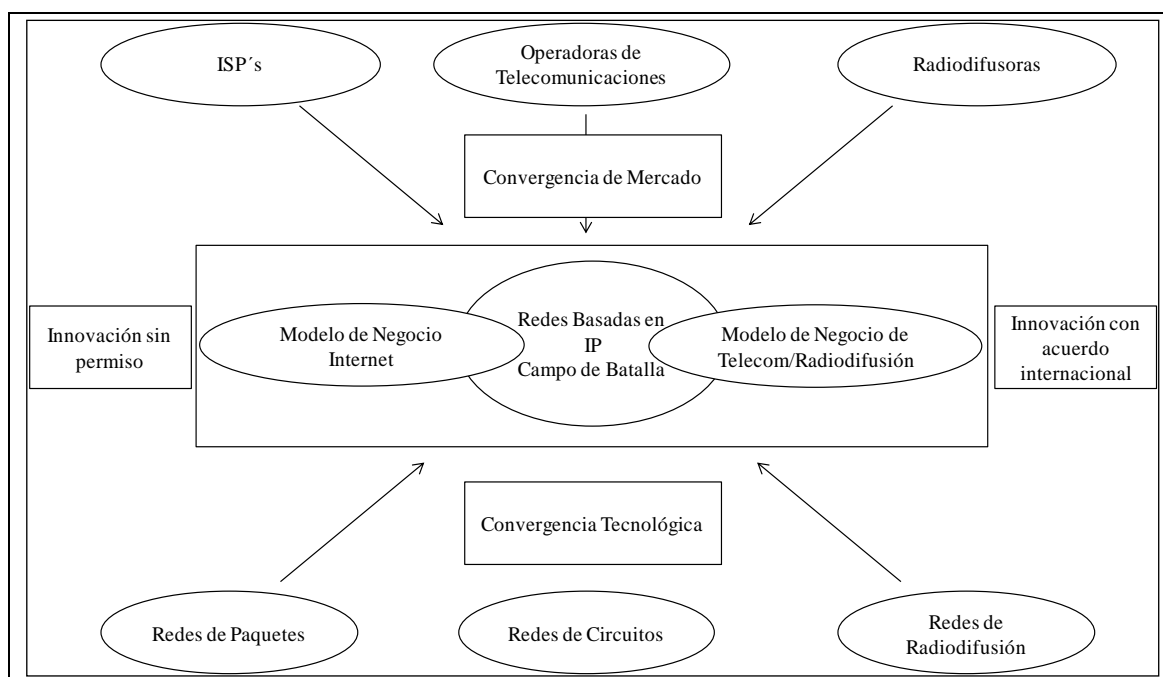 ISP´s
Operadoras de
Telecomunicaciones
Radiodifusoras
Convergencia de Mercado
Innovación sin
permiso
Modelo de Negocio
Internet
Redes Basadas en
IP
Campo de Batalla
Modelo de Negocio de
Telecom/Radiodifusión
Innovación con
acuerdo
internacional
Convergencia Tecnológica
Redes de Paquetes
Redes de Circuitos
Redes de
Radiodifusión